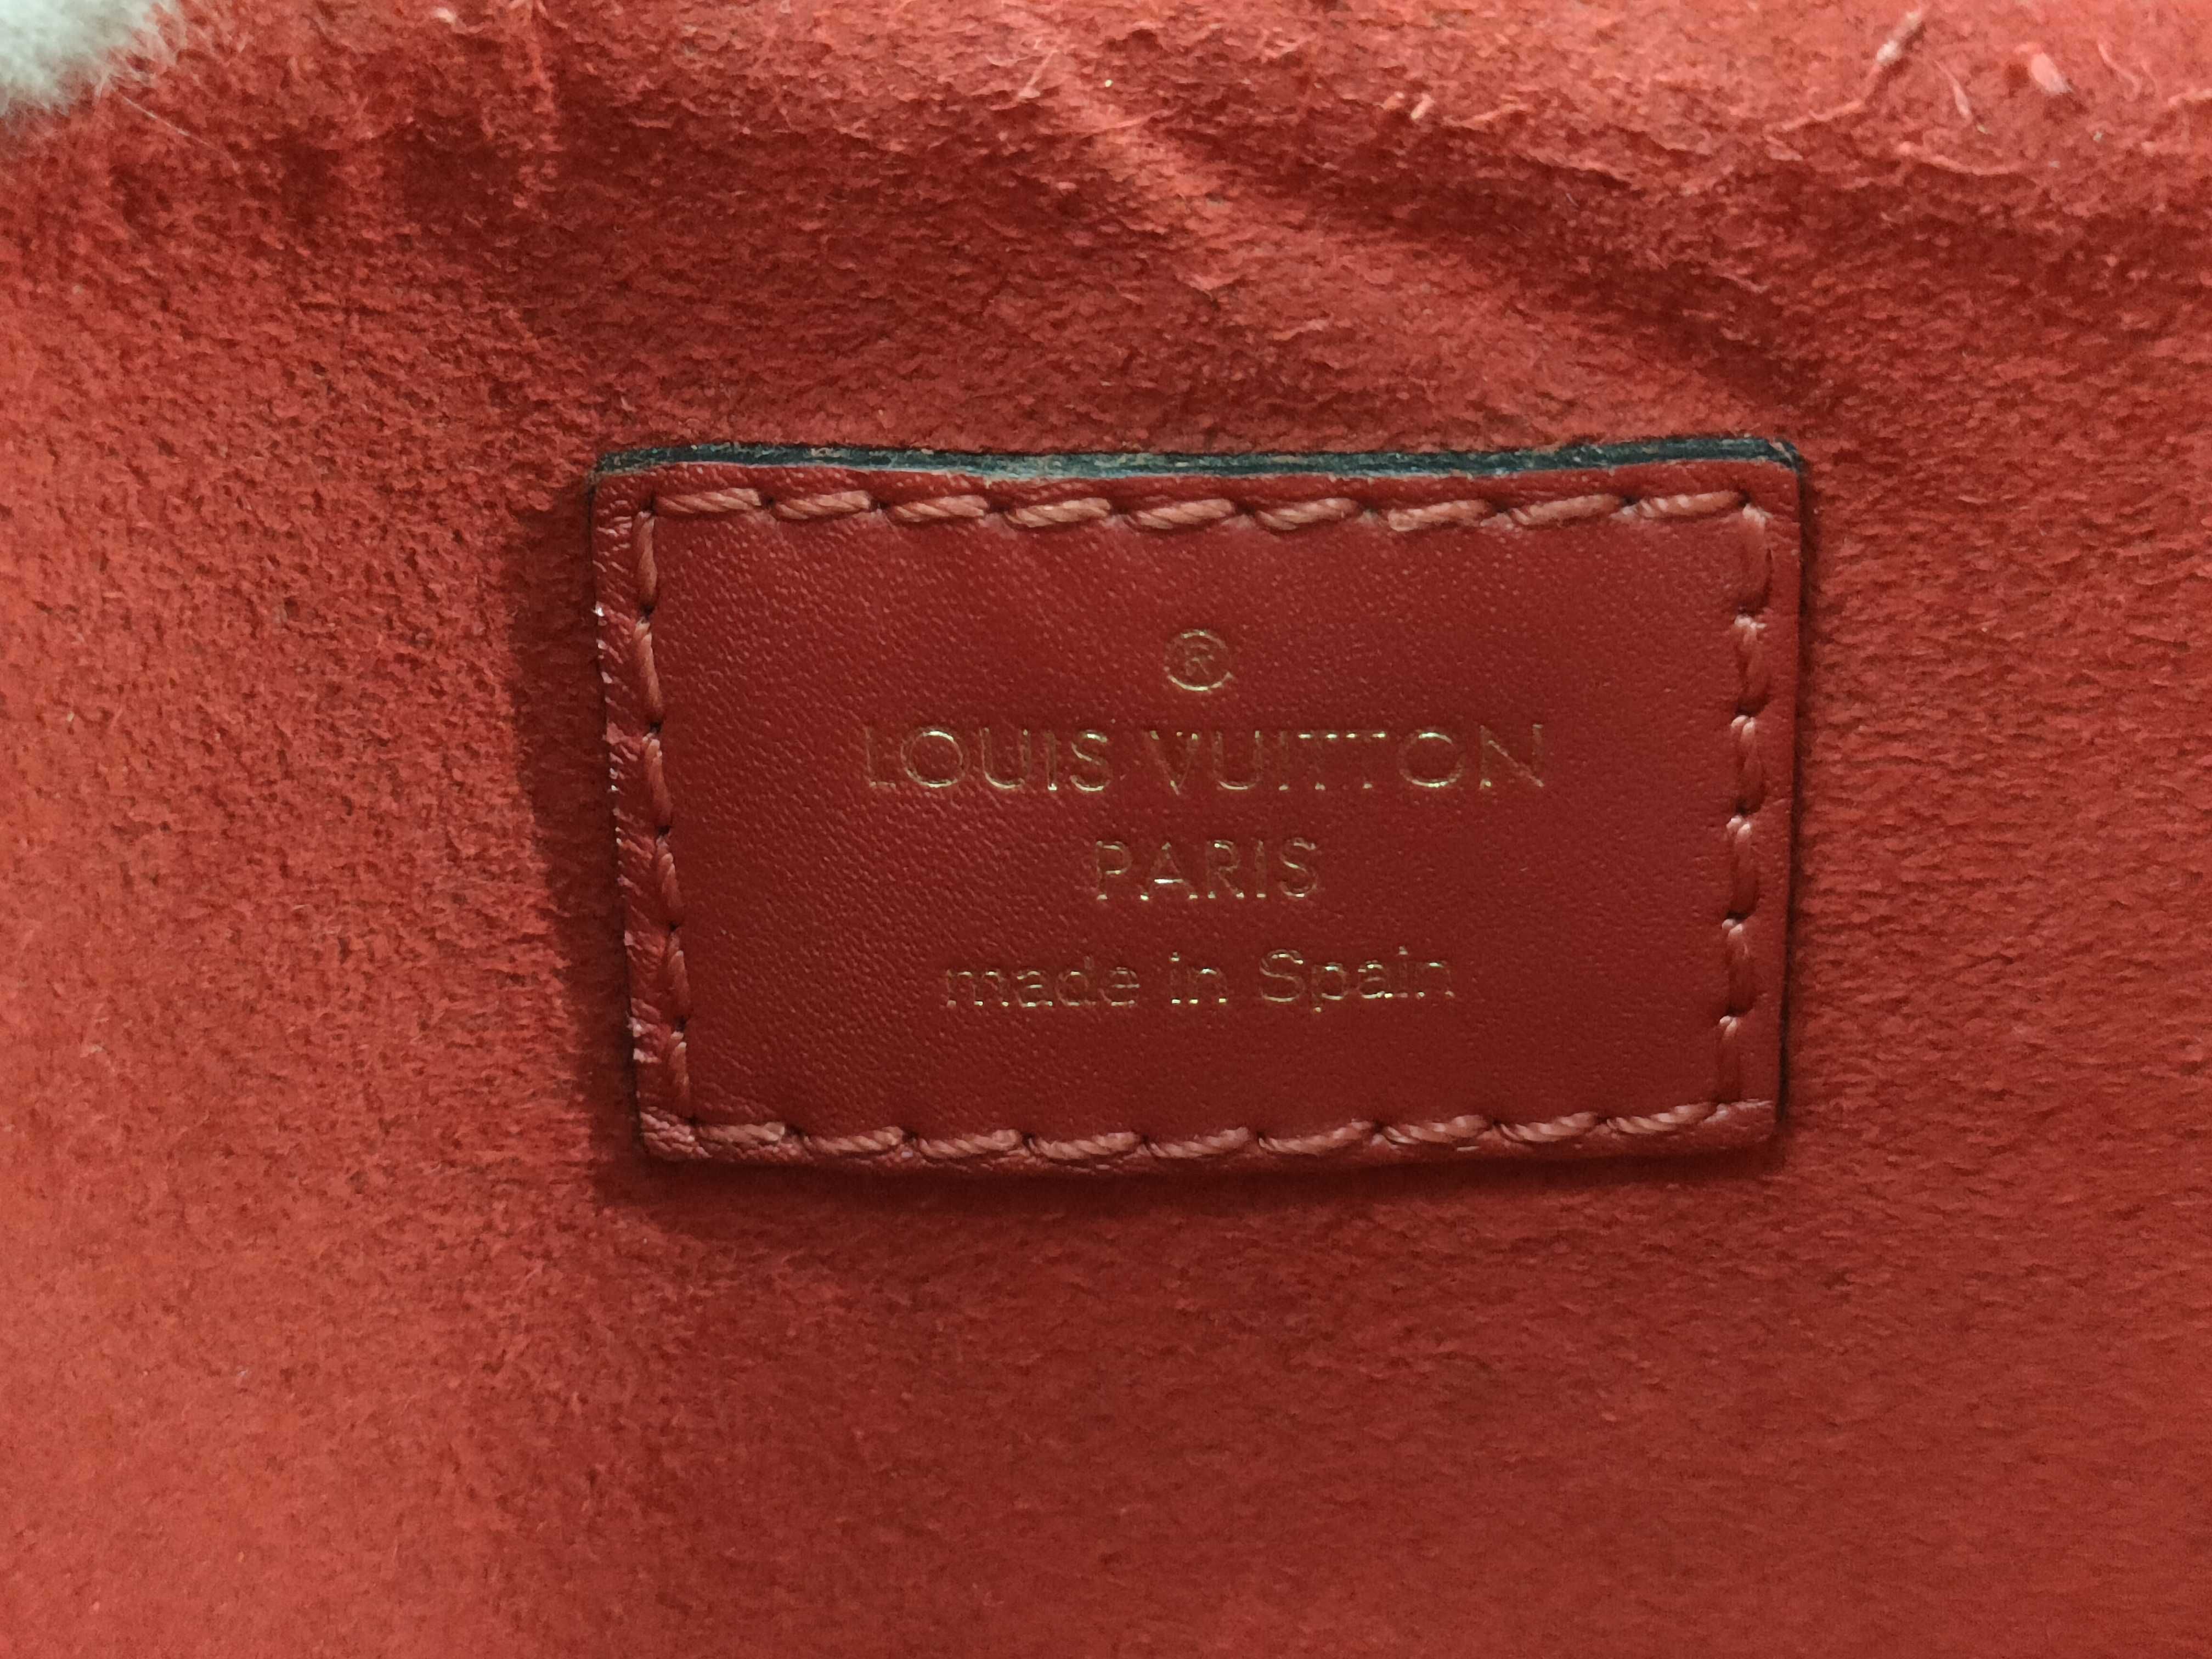 ®
LOUIS VUITTON
PARIS
made in Spain